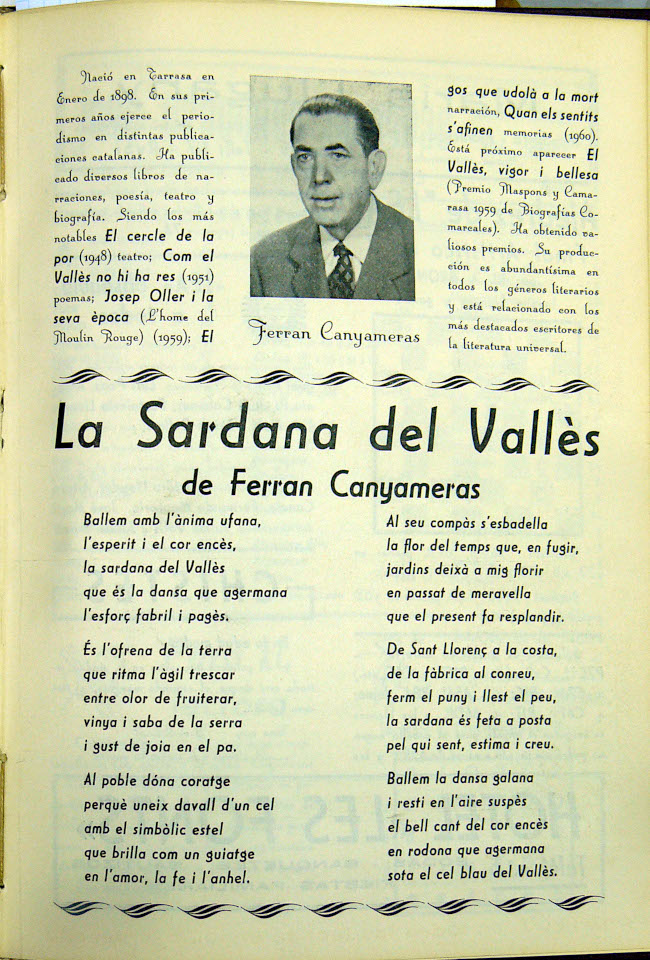 Nació en Tarrasa en
Enero de 1898. En sus pri-
meros años ejerce el perio-
dismo en distintas publica-
ciones catalanas. Ha publi-
cado diversos libros de na-
rraciones, poesía, teatro y
biografía. Siendo los más
notables El cercle de la
por (1948) teatro; Com el
Vallès no hi ha res (1951)
poemas; Josep Oller i la
seva època (L'home del
Moulin Rouge) (1959); El
Ferran Canyameras
gos que udolà a la mort
narración, Quan els sentits
s'afinen memorias (1960).
Está próximo aparecer El
Vallès, vigor i bellesa
(Premio Maspons y Cama-
rasa 1959 de Biografías Co-
marcales). Ha obtenido va-
liosos premios. Su produc-
ción es abundantísima en
todos los géneros literarios
y está relacionado con los
más destacados escritores de
la literatura universal.
La Sardana del Vallès
de Ferran Canyameras
Ballem amb l'ànima ufana,
l'esperit i el cor encès,
la sardana del Vallès
que és la dansa que agermana
l'esforç fabril i pagès.
És l'ofrena de la terra
que ritma l'àgil trescar
entre olor de fruiterar,
vinya i saba de la serra
i gust de joia en el pa.
Al poble dóna coratge
perquè uneix davall d'un cel
amb el simbòlic estel
que brilla com un guiatge
en l'amor, la fe i l'anhel.
Al seu compàs s'esbadella
la flor del temps que, en fugir,
jardins deixà a mig florir
en passat de meravella
que el present fa resplandir.
De Sant Llorenç a la costa,
de la fàbrica al conreu,
ferm el puny i llest el peu,
la sardana és feta a posta
pel qui sent, estima i creu.
Ballem la dansa galana
i resti en l'aire suspès
el bell cant del cor encès
en rodona que agermana
sota el cel blau del Vallès.